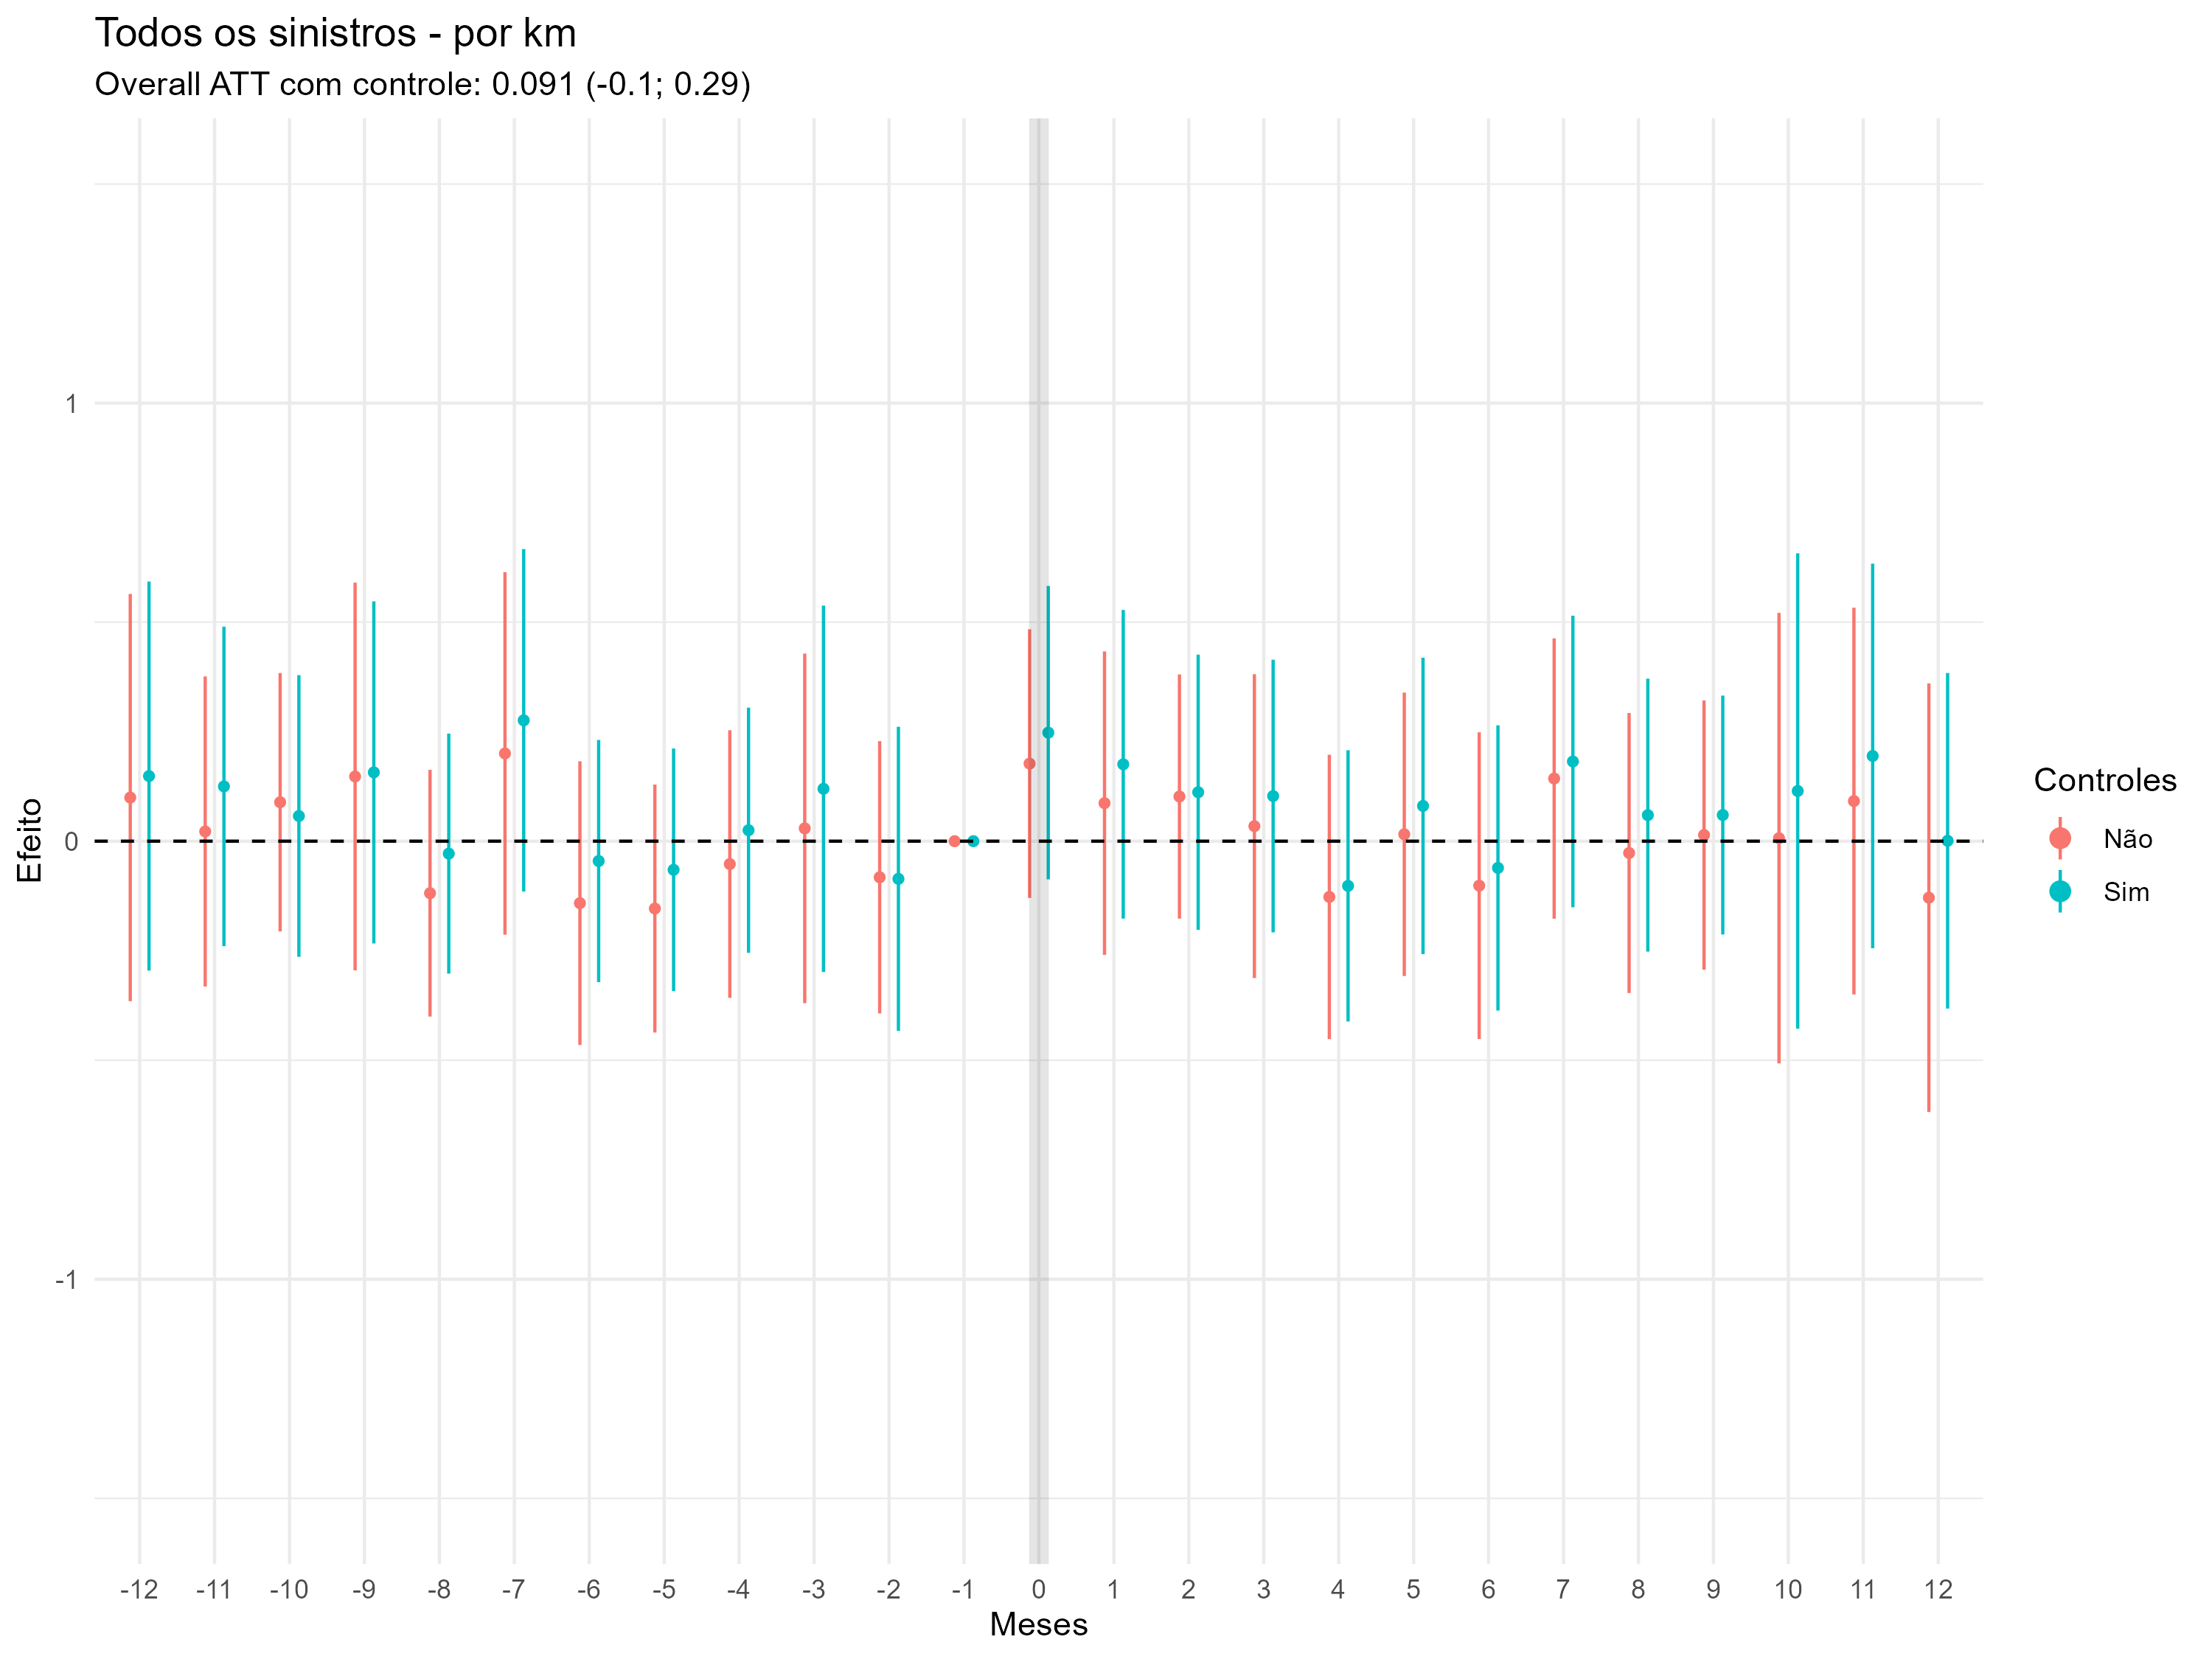 Todos os sinistros - por km
Overall ATT com controle: 0.091 (-0.1; 0.29)
Efeito
1
0
-1
-12 -11 -10 -9 -8 -7 -6 -5 -4 -3 -2 -1 0 1 2 3 4 5 6 7 8 9 10 11 12
Meses
Controles
Não
Sim